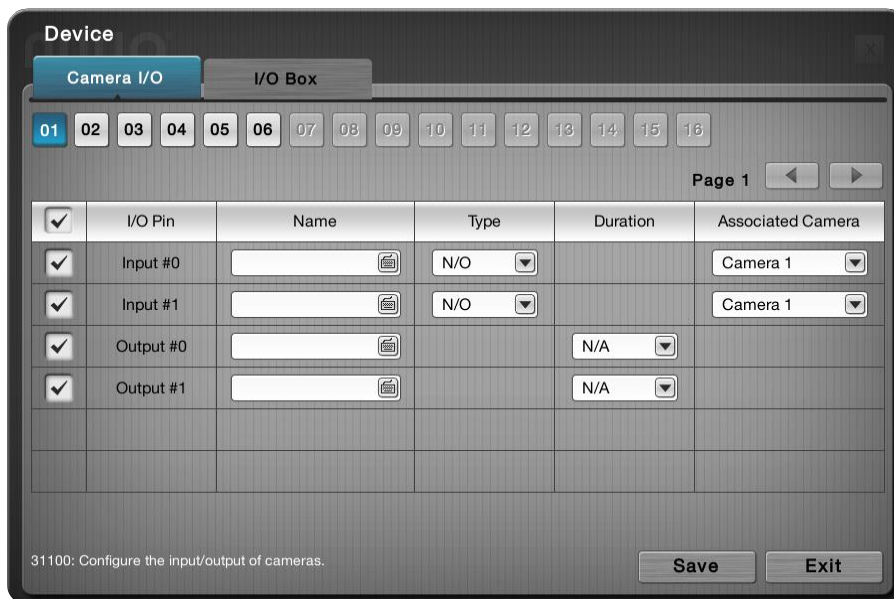 Device
Camera I/O I/O Box
01 02 03 04 05 06 07 08 09 10 11 12 13 14 15 16
Page 1
I/O Pin Name Type Duration Associated Camera
Input #0 N/O Camera 1
Input #1 N/O Camera 1
Output #0 N/A
Output #1 N/A
31100: Configure the input/output of cameras.
Save Exit